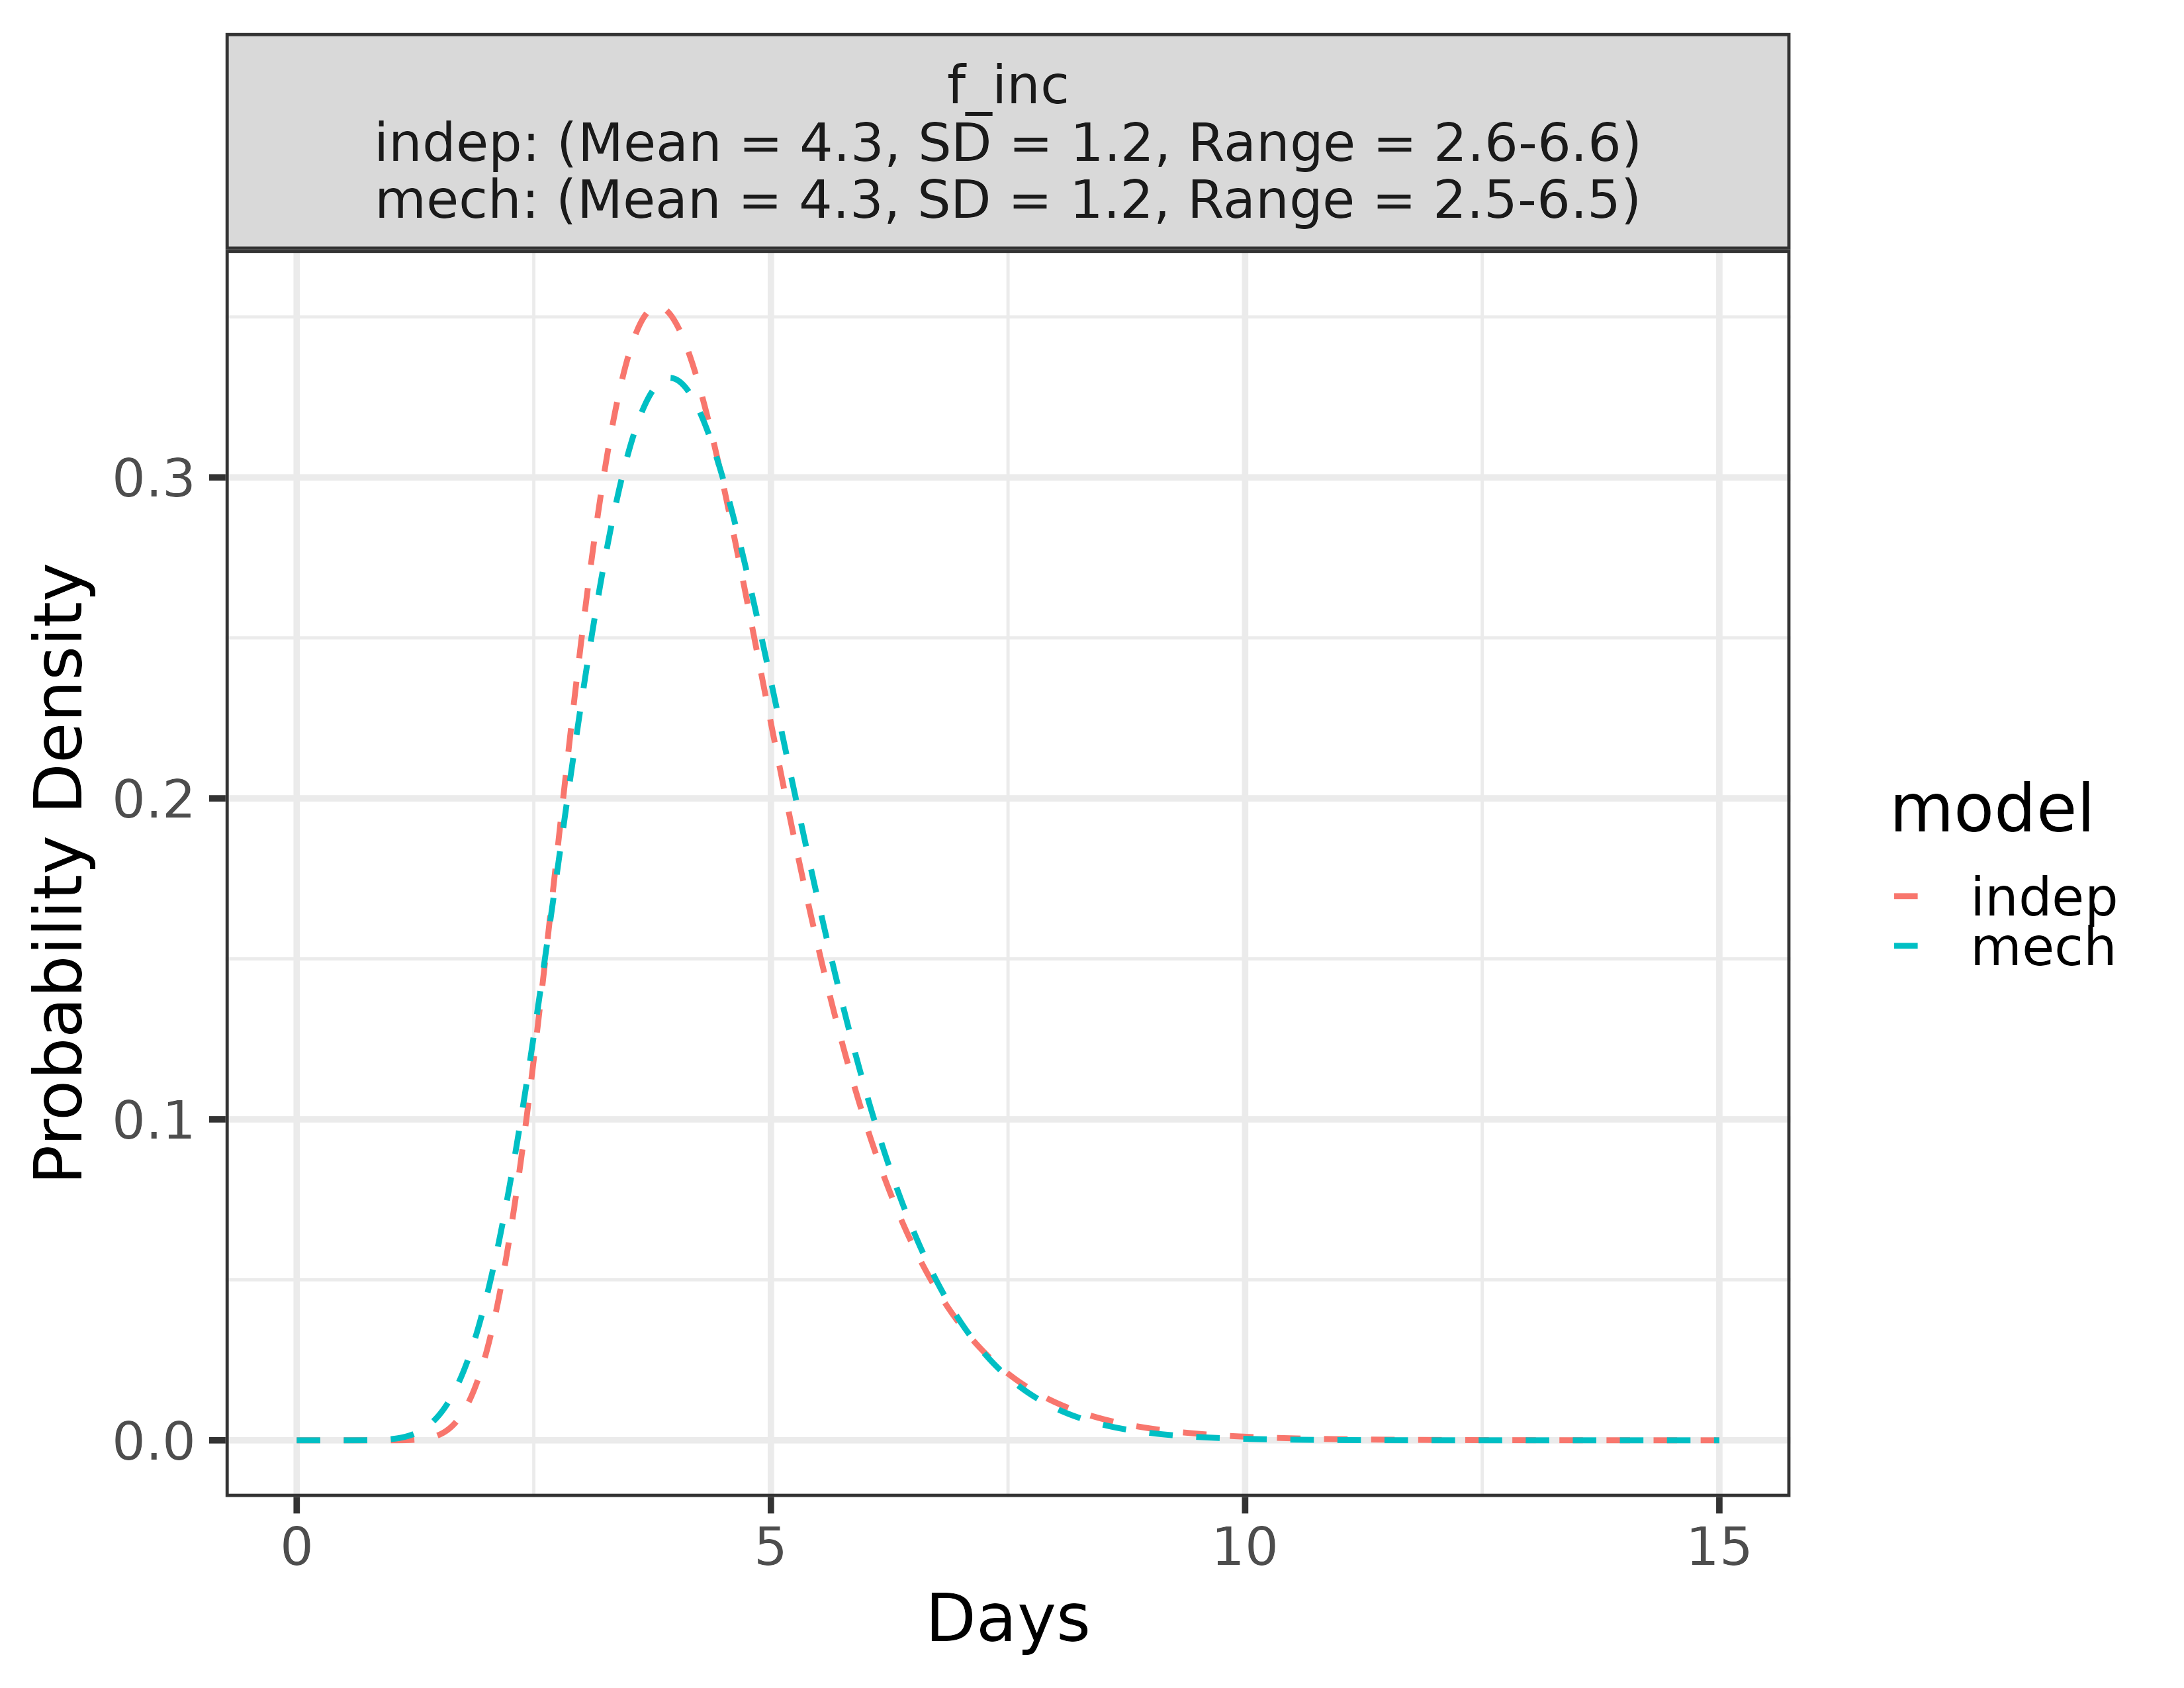 f_inc
indep: (Mean = 4.3, SD = 1.2, Range = 2.6-6.6)
mech: (Mean = 4.3, SD = 1.2, Range = 2.5-6.5)
Probability Density
0.3
0.2
0.1
0.0
0 5 10 15
Days
model
indep
mech